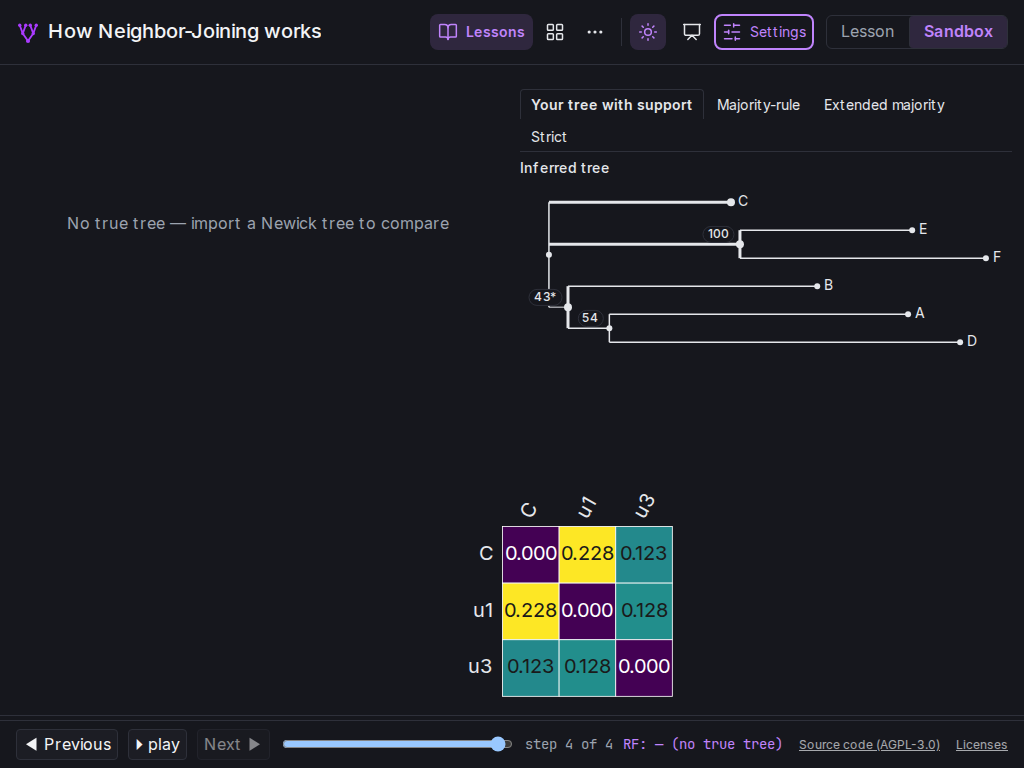 How Neighbor-Joining works
Lessons
Settings
Lesson
Sandbox
Your tree with support
Majority-rule
Extended majority
Strict
Inferred tree
No true tree — import a Newick tree to compare
C
100
E
F
B
43*
54
A
D
C u1 u3
C 0.000 0.228 0.123
u1 0.228 0.000 0.128
u3 0.123 0.128 0.000
Previous
play
Next
step 4 of 4
RF: — (no true tree)
Source code (AGPL-3.0)
Licenses